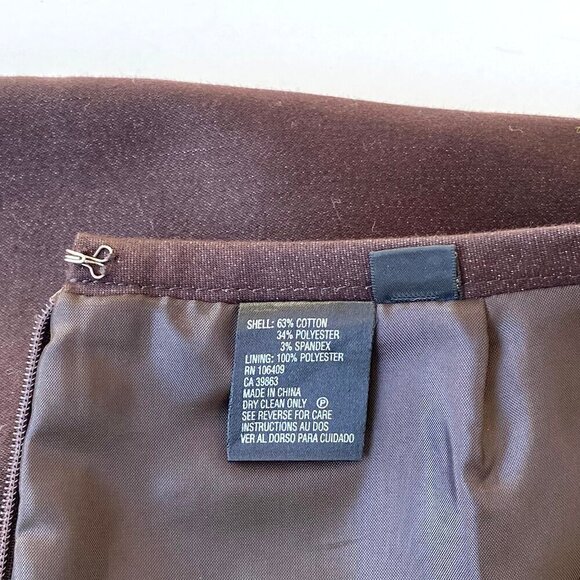 SHELL: 63% COTTON
34% POLYESTER
3% SPANDEX
LINING: 100% POLYESTER
RN 106409
CA 39863
MADE IN CHINA
DRY CLEAN ONLY Ⓟ
SEE REVERSE FOR CARE
INSTRUCTIONS AU DOS
VER AL DORSO PARA CUIDADO